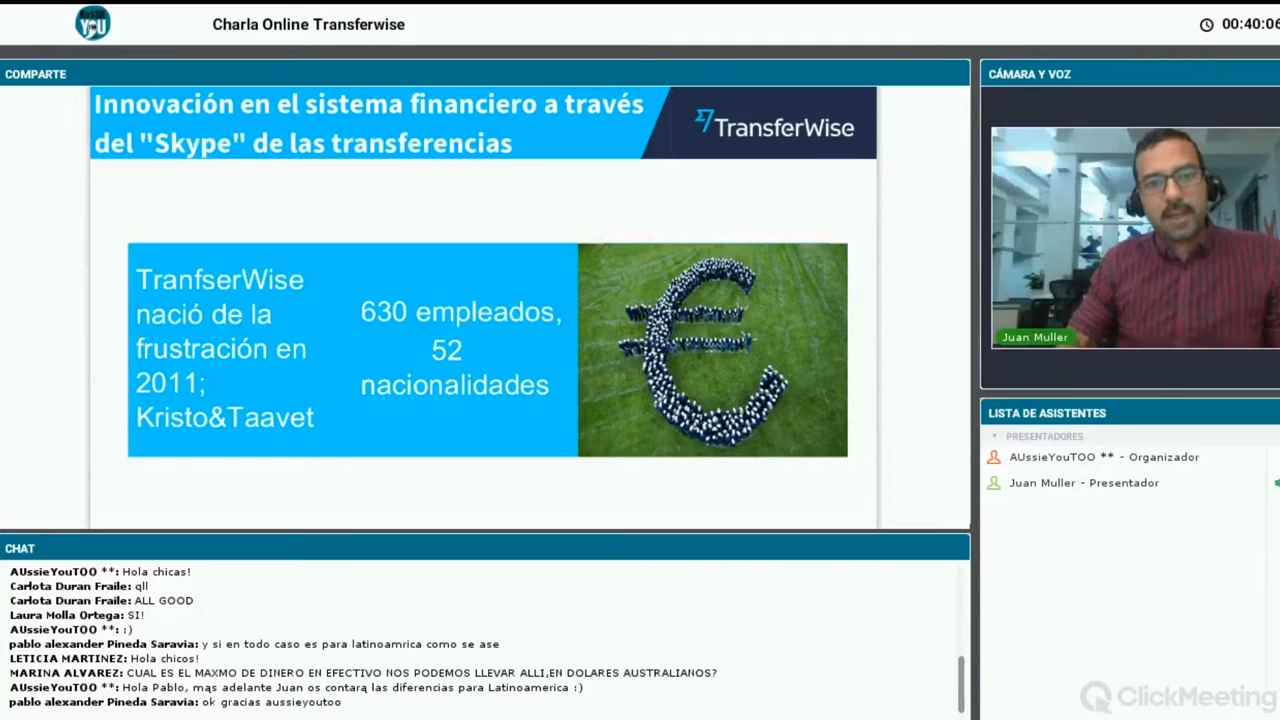 Charla Online Transferwise
00:40:06
COMPARTE
Innovación en el sistema financiero a través
del "Skype" de las transferencias
TransferWise
TranfserWise
nació de la
frustración en
2011;
Kristo&Taavet
630 empleados,
52
nacionalidades
CHAT
AUssieYouTOO **: Hola chicas!
Carlota Duran Fraile: qll
Carlota Duran Fraile: ALL GOOD
Laura Molla Ortega: SI!
AUssieYouTOO **: :)
pablo alexander Pineda Saravia: y si en todo caso es para latinoamrica como se ase
LETICIA MARTINEZ: Hola chicos!
MARINA ALVAREZ: CUAL ES EL MAXMO DE DINERO EN EFECTIVO NOS PODEMOS LLEVAR ALLI,EN DOLARES AUSTRALIANOS?
AUssieYouTOO **: Hola Pablo, mąs adelante Juan os contarą las diferencias para Latinoamerica :)
pablo alexander Pineda Saravia: ok gracias aussieyoutoo
CÁMARA Y VOZ
Juan Muller
LISTA DE ASISTENTES
PRESENTADORES
AUssieYouTOO ** - Organizador
Juan Muller - Presentador
ClickMeeting